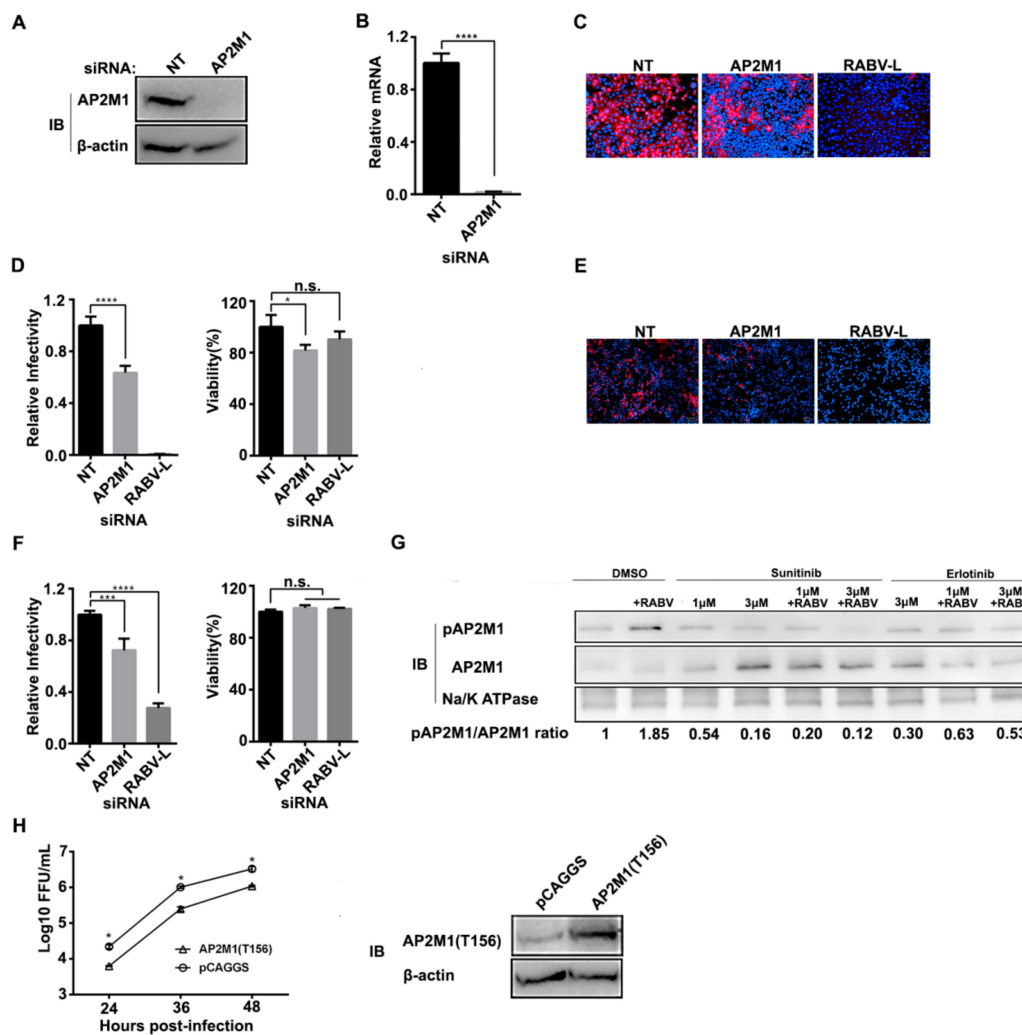 A
siRNA: NT AP2M1
IB
AP2M1
β-actin
B
****
Relative mRNA
1.2
0.8
0.4
0.0
NT
AP2M1
siRNA
C
NT AP2M1 RABV-L
D
****
Relative Infectivity
1.2
0.8
0.4
0.0
NT
AP2M1
RABV-L
siRNA
n.s.
*
Viability(%)
120
80
40
0
NT
AP2M1
RABV-L
siRNA
E
NT AP2M1 RABV-L
F
****
***
Relative Infectivity
1.2
0.8
0.4
0.0
NT
AP2M1
RABV-L
siRNA
n.s.
Viability(%)
120
80
40
0
NT
AP2M1
RABV-L
siRNA
G
DMSO Sunitinib Erlotinib
+RABV 1μM 3μM 1μM +RABV 3μM +RABV 3μM 1μM +RABV 3μM +RABV
IB
pAP2M1
AP2M1
Na/K ATPase
pAP2M1/AP2M1 ratio 1 1.85 0.54 0.16 0.20 0.12 0.30 0.63 0.53
H
Log10 FFU/mL
7
6
5
4
3
* * *
AP2M1(T156)
pCAGGS
24 36 48
Hours post-infection
pCAGGS AP2M1(T156)
IB
AP2M1(T156)
β-actin